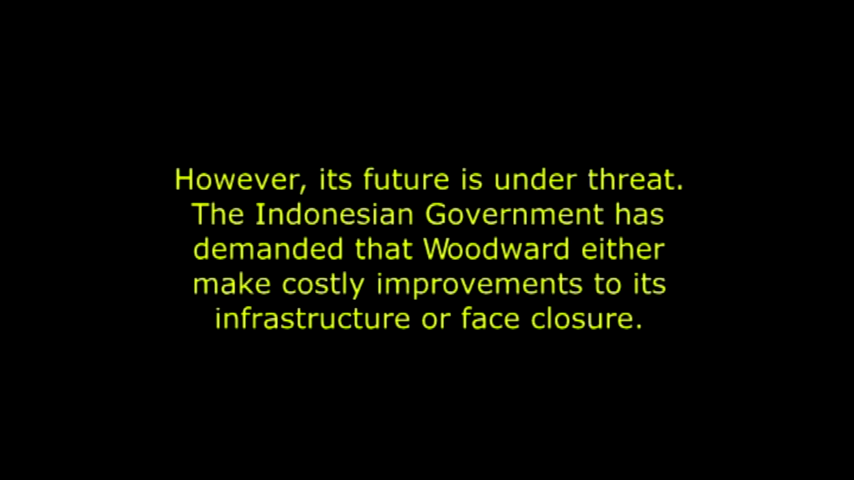 However, its future is under threat.
The Indonesian Government has
demanded that Woodward either
make costly improvements to its
infrastructure or face closure.